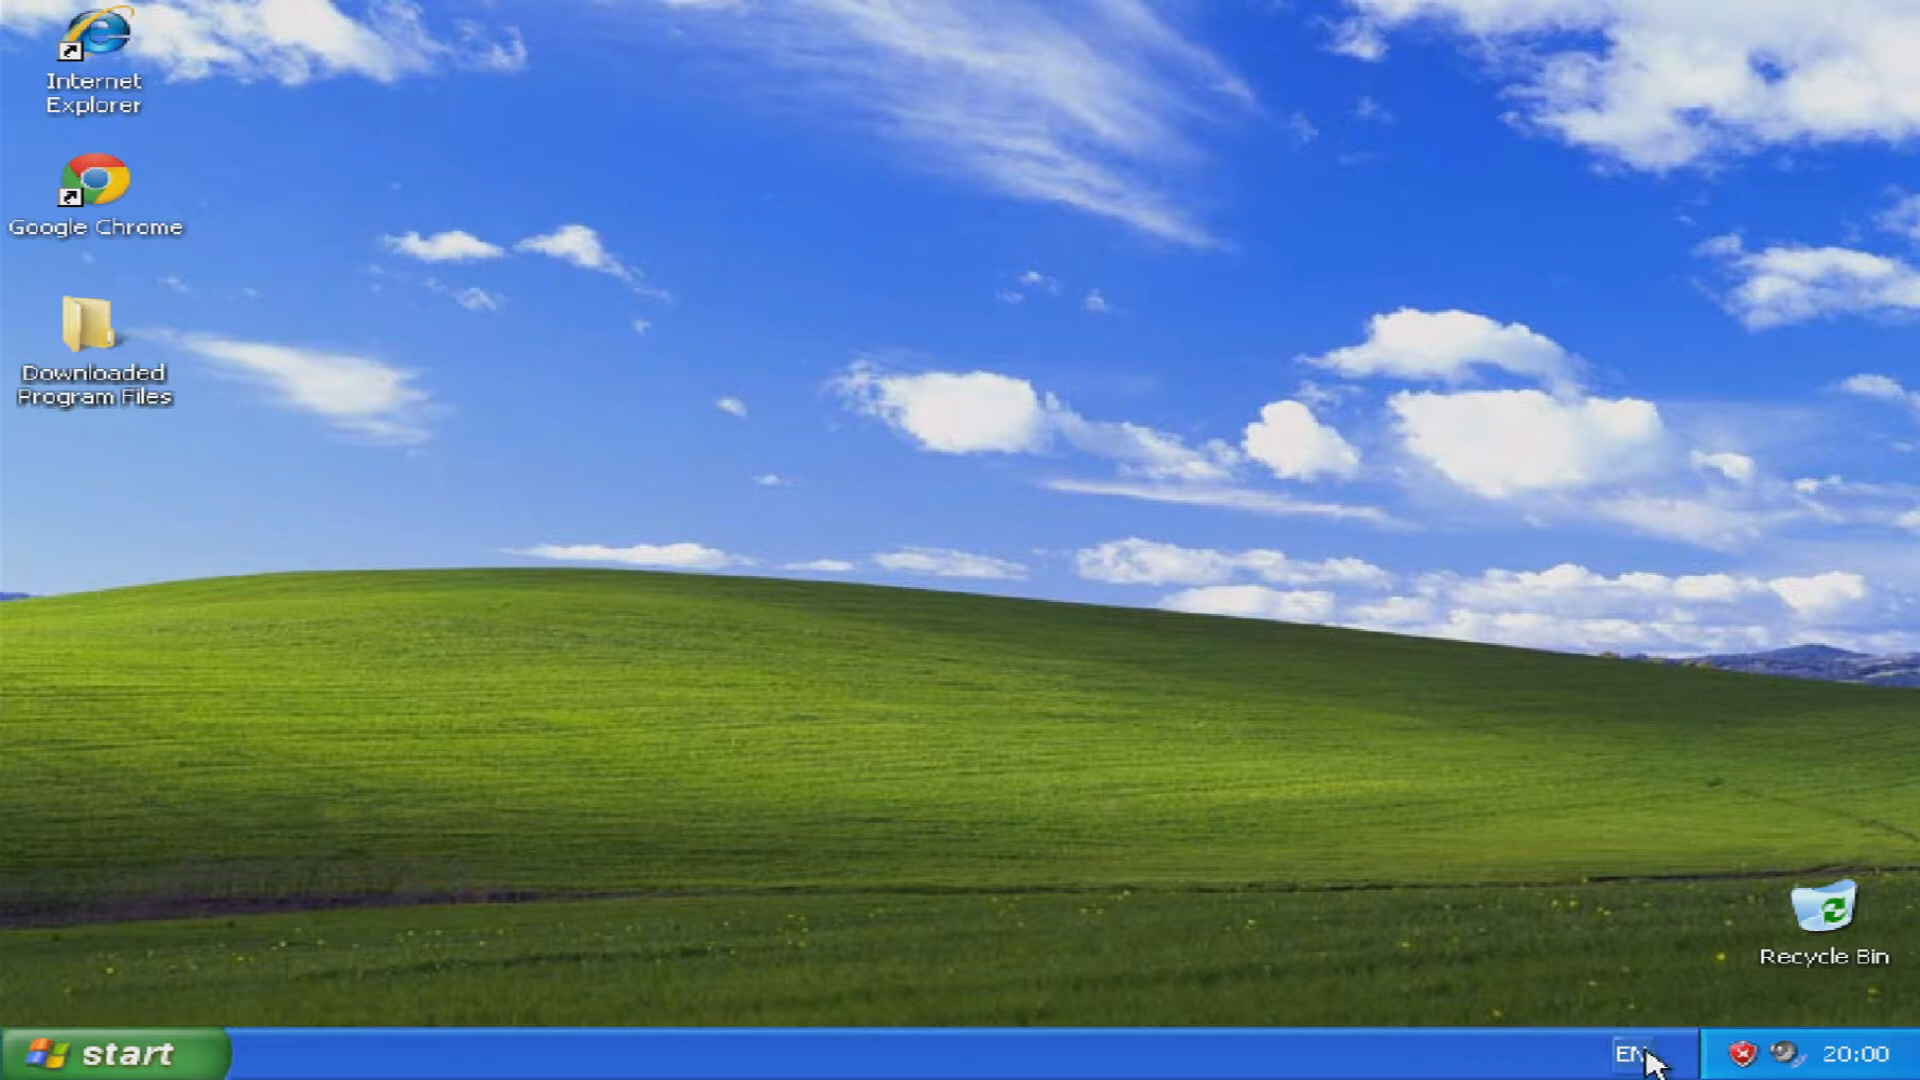 Internet
Explorer
Google Chrome
Downloaded
Program Files
Recycle Bin
start
EN
20:00